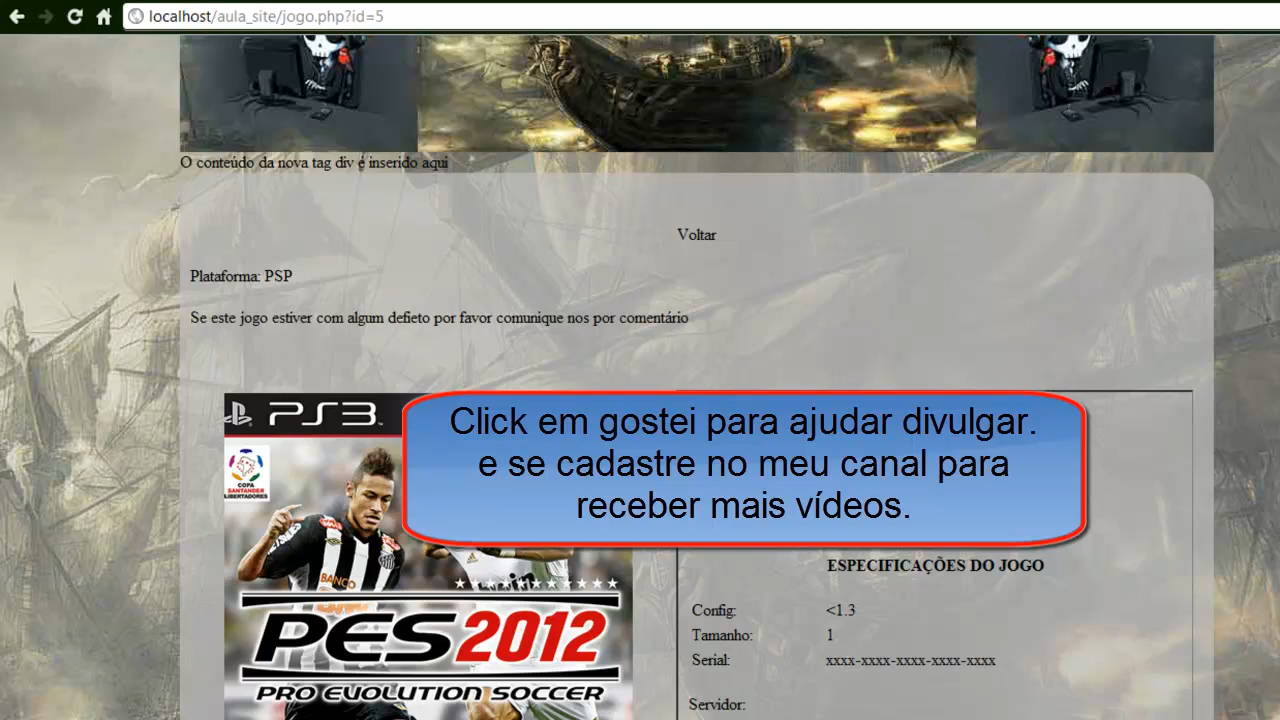 localhost/aula_site/jogo.php?id=5
O conteúdo da nova tag div é inserido aqui
Voltar
Plataforma: PSP
Se este jogo estiver com algum defieto por favor comunique nos por comentário
PS3
Click em gostei para ajudar divulgar.
e se cadastre no meu canal para
receber mais vídeos.
COPA
SANTANDER
LIBERTADORES
BANCO
PES2012
PRO EVOLUTION SOCCER
ESPECIFICAÇÕES DO JOGO
Config: <1.3
Tamanho: 1
Serial: xxxx-xxxx-xxxx-xxxx-xxxx
Servidor: